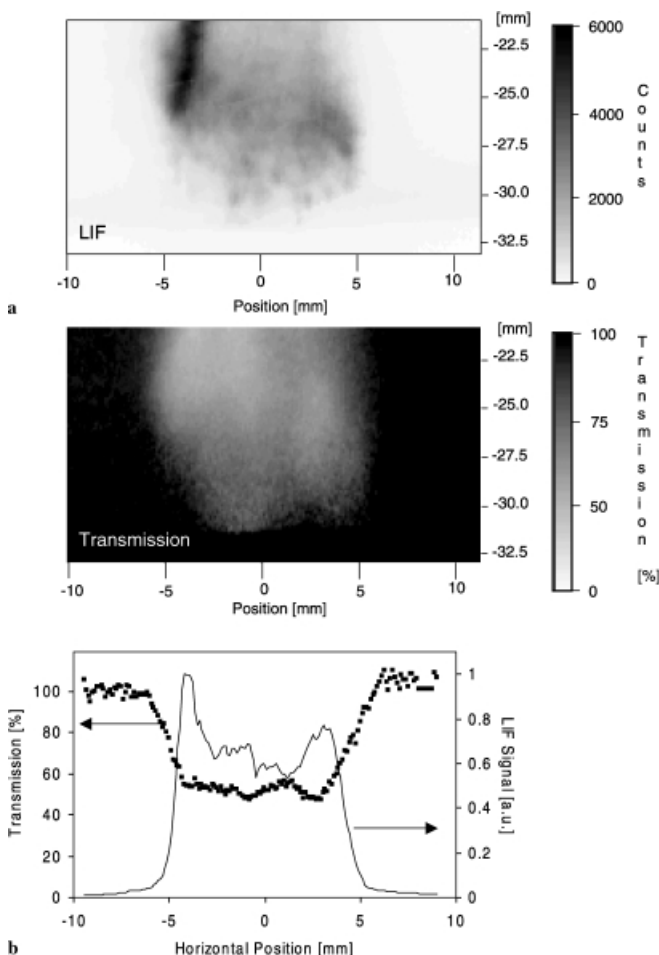 [mm]
-22.5
-25.0
-27.5
-30.0
-32.5
LIF
-10 -5 0 5 10
Position [mm]
6000
4000
2000
0
Counts
a
[mm]
-22.5
-25.0
-27.5
-30.0
-32.5
Transmission
-10 -5 0 5 10
Position [mm]
100
75
50
0
Transmission
[%]
100
80
60
40
20
0
Transmission [%]
1
0.8
0.6
0.4
0.2
0
LIF Signal [a.u.]
-10 -5 0 5 10
b Horizontal Position [mm]